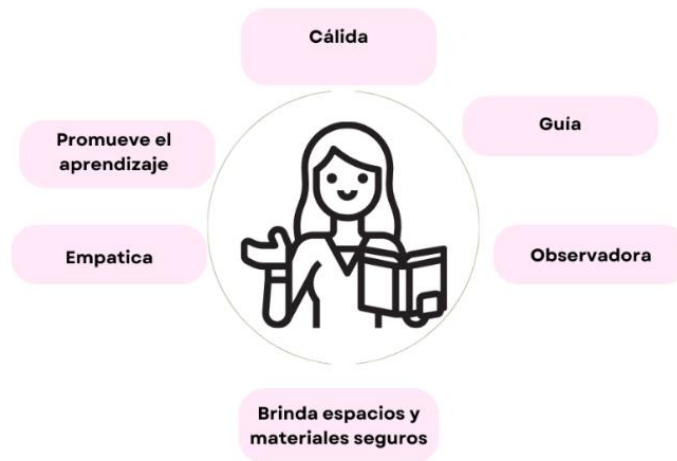 Cálida
Guía
Promueve el
aprendizaje
Empatica
Observadora
Brinda espacios y
materiales seguros